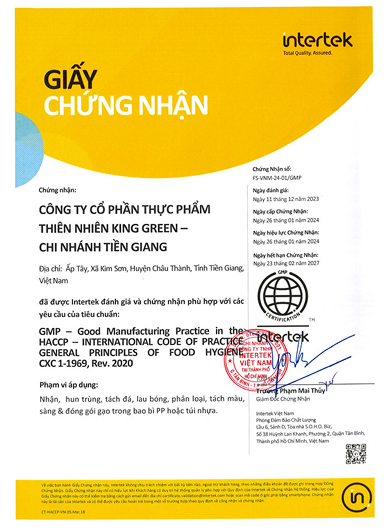 intertek
Total Quality. Assured.
GIẤY
CHỨNG NHẬN
Chứng nhận số:
FS-VNM-24-01/GMP
Ngày đánh giá:
Ngày 11 tháng 12 năm 2023
Ngày cấp Chứng Nhận:
Ngày 26 tháng 01 năm 2024
Ngày hiệu lực Chứng Nhận:
Ngày 26 tháng 01 năm 2024
Ngày hết hạn Chứng Nhận:
Ngày 23 tháng 02 năm 2027
GMP
CERTIFICATION
TM
Chứng nhận:
CÔNG TY CỔ PHẦN THỰC PHẨM
THIÊN NHIÊN KING GREEN –
CHI NHÁNH TIỀN GIANG
Địa chỉ: Ấp Tây, Xã Kim Sơn, Huyện Châu Thành, Tỉnh Tiền Giang,
Việt Nam
đã được Intertek đánh giá và chứng nhận phù hợp với các
yêu cầu của tiêu chuẩn:
GMP – Good Manufacturing Practice in the
HACCP – INTERNATIONAL CODE OF PRACTICE
GENERAL PRINCIPLES OF FOOD HYGIENE
CXC 1-1969, Rev. 2020
Phạm vi áp dụng:
Nhận, hun trùng, tách đá, lau bóng, phân loại, tách màu,
sàng & đóng gói gạo trong bao bì PP hoặc túi nhựa.
intertek
CHI NHÁNH
CÔNG TY TNHH
INTERTEK
VIỆT NAM
TẠI THÀNH PHỐ
HỒ CHÍ MINH
Trương Phạm Mai Thủy
Giám Đốc Chứng Nhận
Intertek Việt Nam
Phòng Đảm Bảo Chất Lượng
Lầu 6, Sảnh D, Tòa nhà S.O.H.O. Biz,
Số 38 Huỳnh Lan Khanh, Phường 2, Quận Tân Bình,
Thành phố Hồ Chí Minh, Việt Nam